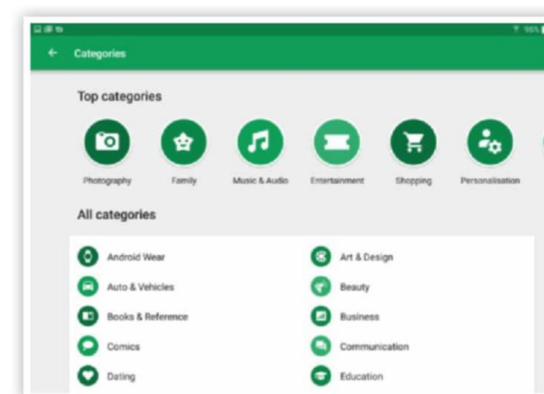 95%
Categories
Top categories
Photography Family Music & Audio Entertainment Shopping Personalisation
All categories
Android Wear Art & Design
Auto & Vehicles Beauty
Books & Reference Business
Comics Communication
Dating Education